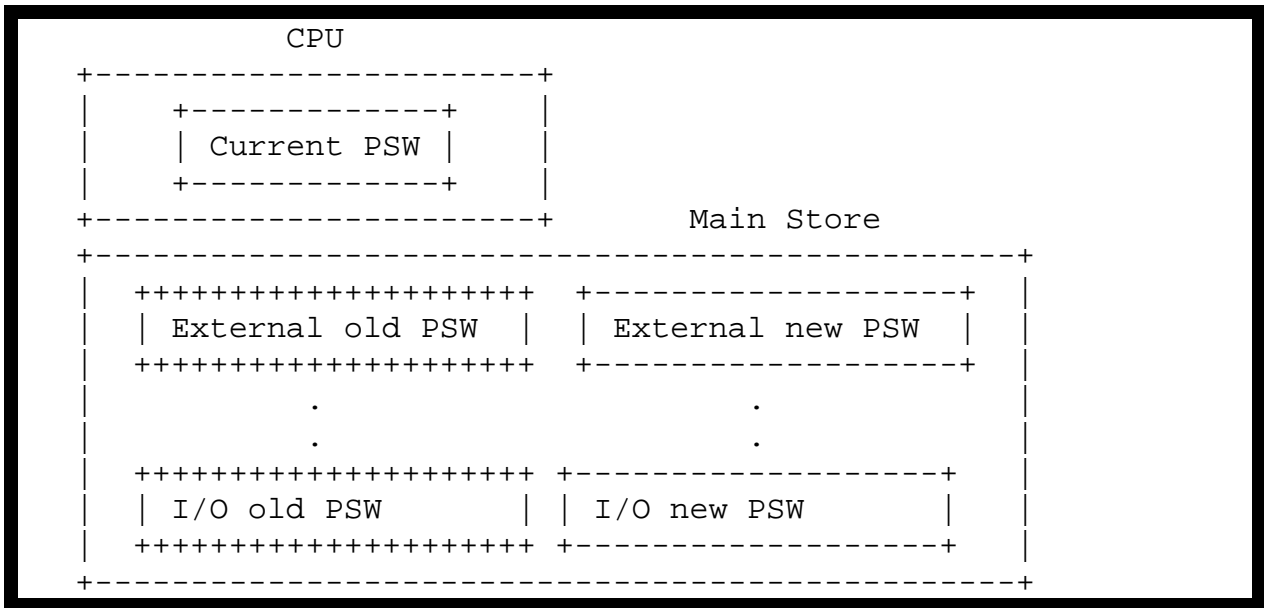 CPU
+-----------------------+
|    +-------------+    |
|    | Current PSW |    |
|    +-------------+    |
+-----------------------+       Main Store
+------------------------------------------------+
|  +++++++++++++++++++++  +-------------------+  |
|  | External old PSW  |  | External new PSW  |  |
|  +++++++++++++++++++++  +-------------------+  |
|           .                      .             |
|           .                      .             |
|  +++++++++++++++++++++ +-------------------+   |
|  | I/O old PSW       | | I/O new PSW       |   |
|  +++++++++++++++++++++ +-------------------+   |
+------------------------------------------------+